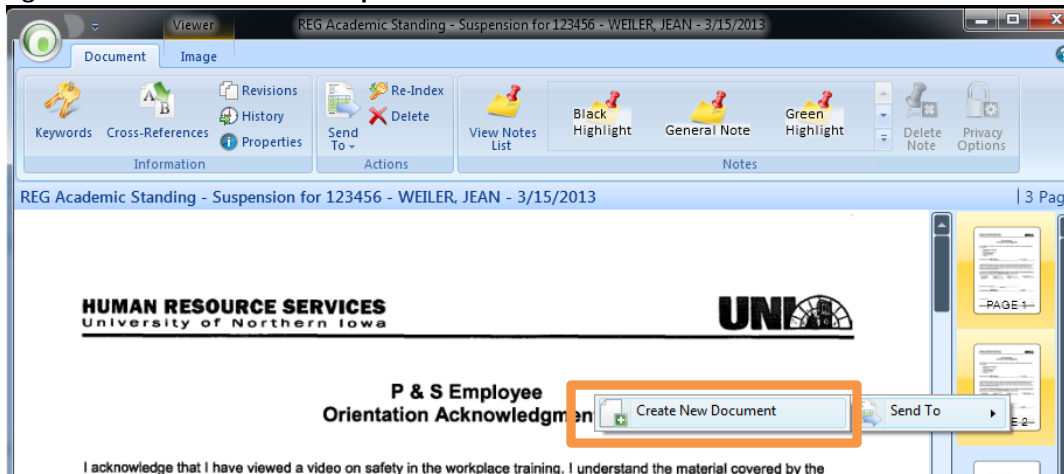 Viewer
REG Academic Standing - Suspension for 123456 - WEILER, JEAN - 3/15/2013
Document Image
Keywords
Cross-References
Revisions
History
Properties
Information
Send To
Re-Index
Delete
Actions
View Notes List
Black Highlight
General Note
Green Highlight
Notes
Delete Note
Privacy Options
REG Academic Standing - Suspension for 123456 - WEILER, JEAN - 3/15/2013 | 3 Pag
HUMAN RESOURCE SERVICES
University of Northern Iowa
UNI
PAGE 1
P & S Employee
Orientation Acknowledgmen
Create New Document
Send To
E 2
I acknowledge that I have viewed a video on safety in the workplace training. I understand the material covered by the